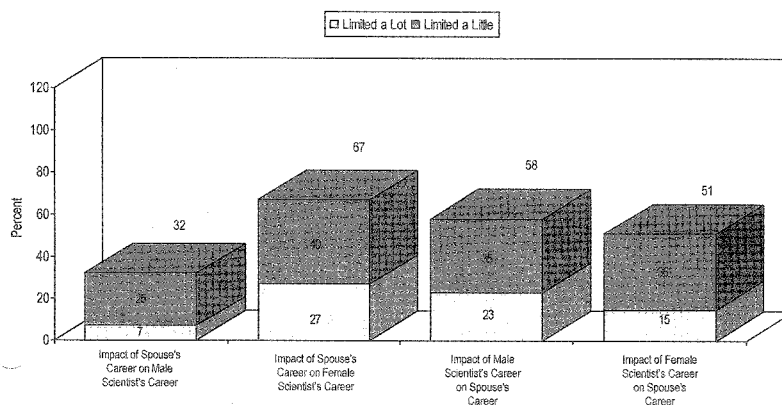 Limited a Lot Limited a Little
120
100
80
60
40
20
0
Percent
32
67
58
51
25
40
35
36
7
27
23
15
Impact of Spouse's
Career on Male
Scientist's Career
Impact of Spouse's
Career on Female
Scientist's Career
Impact of Male
Scientist's Career
on Spouse's
Career
Impact of Female
Scientist's Career
on Spouse's
Career